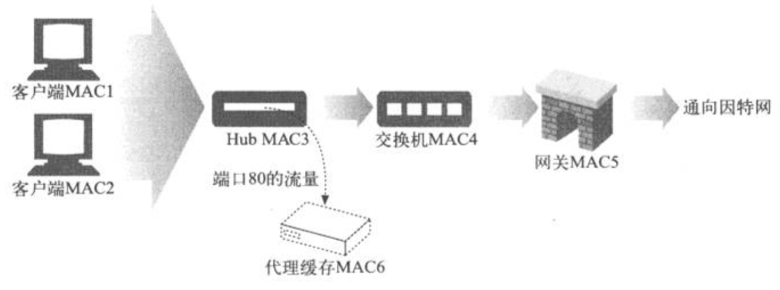 客户端MAC1
客户端MAC2
Hub MAC3
交换机MAC4
网关MAC5
通向因特网
端口80的流量
代理缓存MAC6